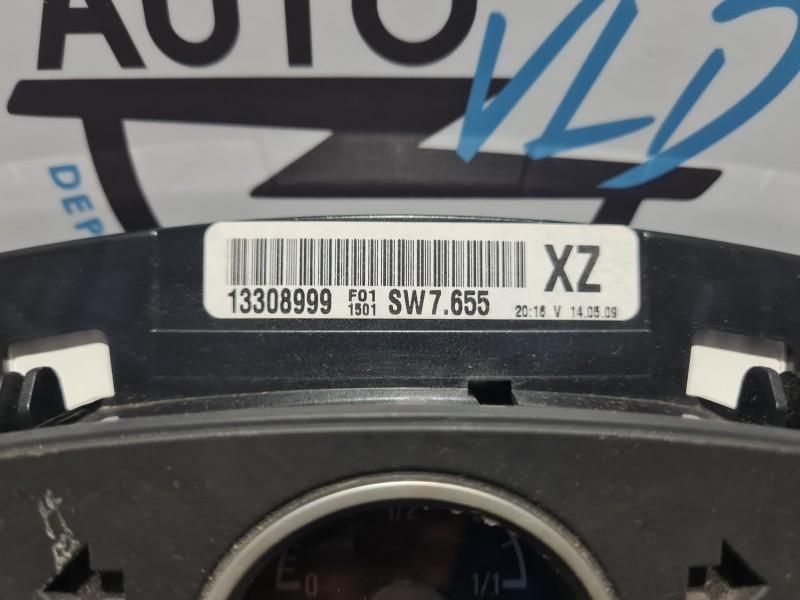 AUTO
VLD
DEP
XZ
13308999 F01 1501 SW7.655 20:16 V 14.05.09
1/2
0 1/1